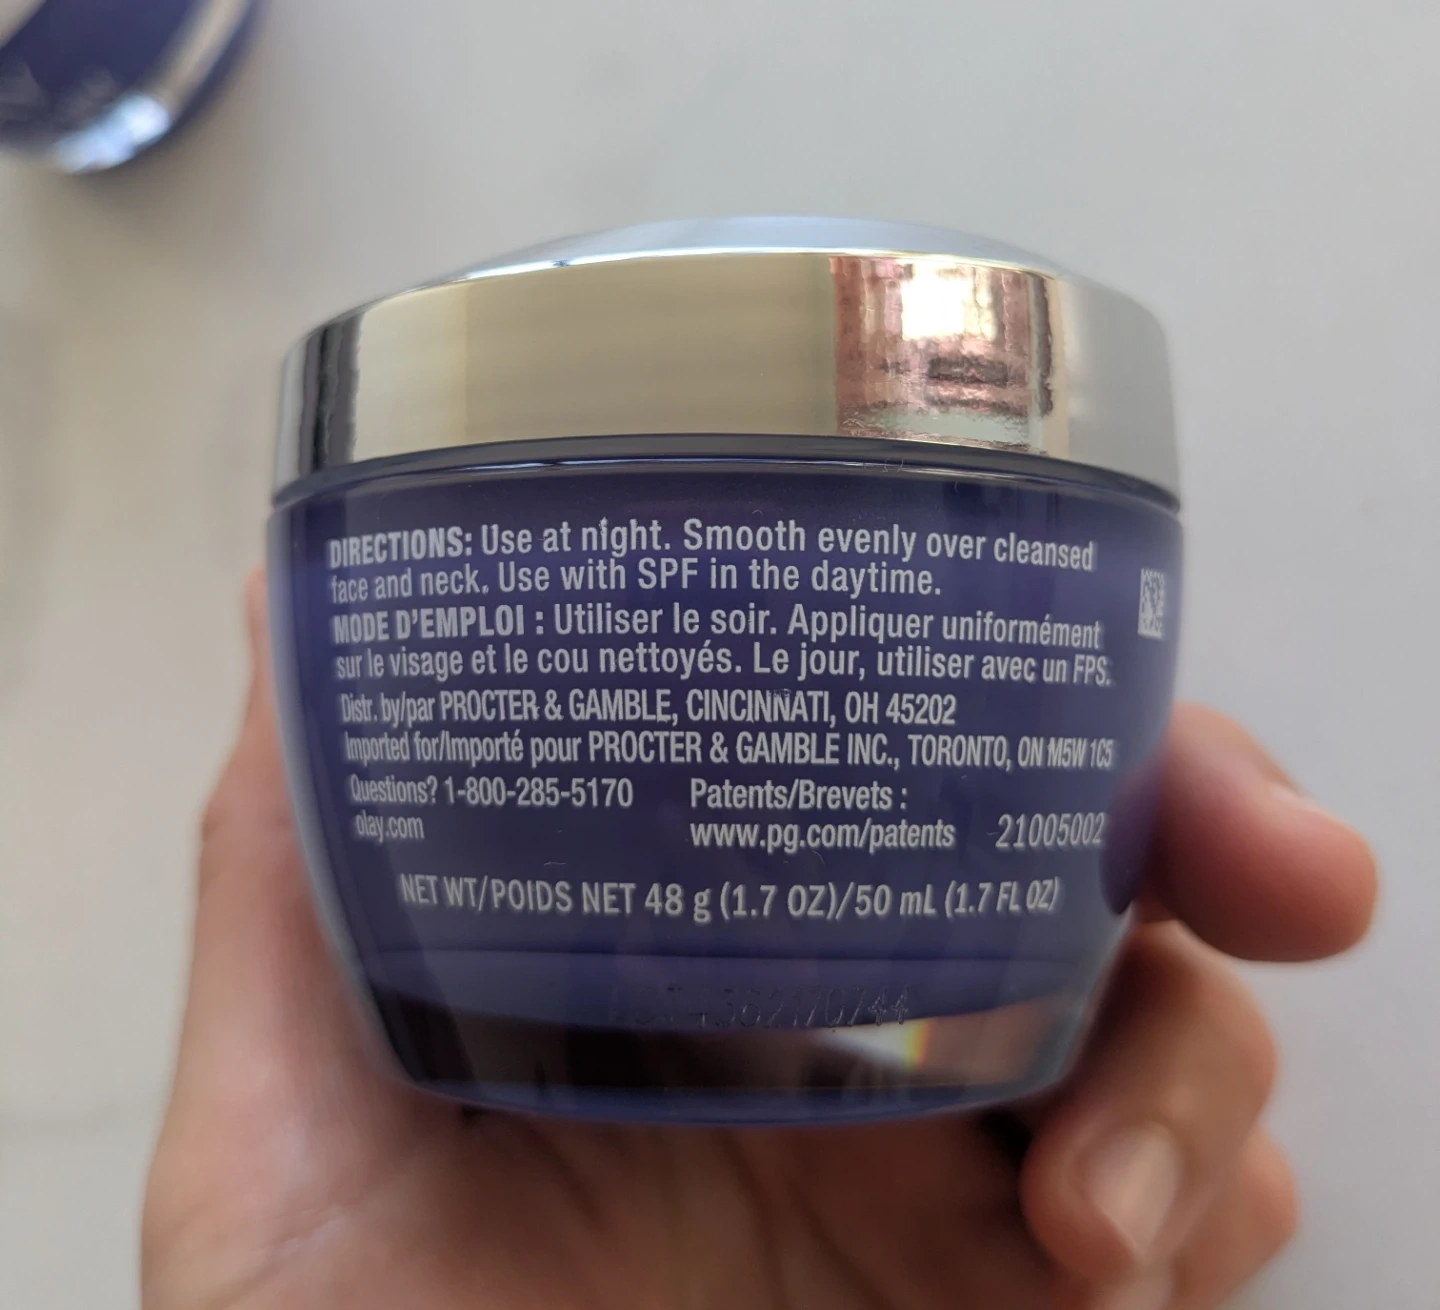 DIRECTIONS: Use at night. Smooth evenly over cleansed
face and neck. Use with SPF in the daytime.
MODE D'EMPLOI : Utiliser le soir. Appliquer uniformément
sur le visage et le cou nettoyés. Le jour, utiliser avec un FPS.
Distr. by/par PROCTER & GAMBLE, CINCINNATI, OH 45202
Imported for/Importé pour PROCTER & GAMBLE INC., TORONTO, ON M5W 1C5
Questions? 1-800-285-5170 Patents/Brevets :
olay.com www.pg.com/patents 21005002
NET WT/POIDS NET 48 g (1.7 OZ)/50 mL (1.7 FL OZ)